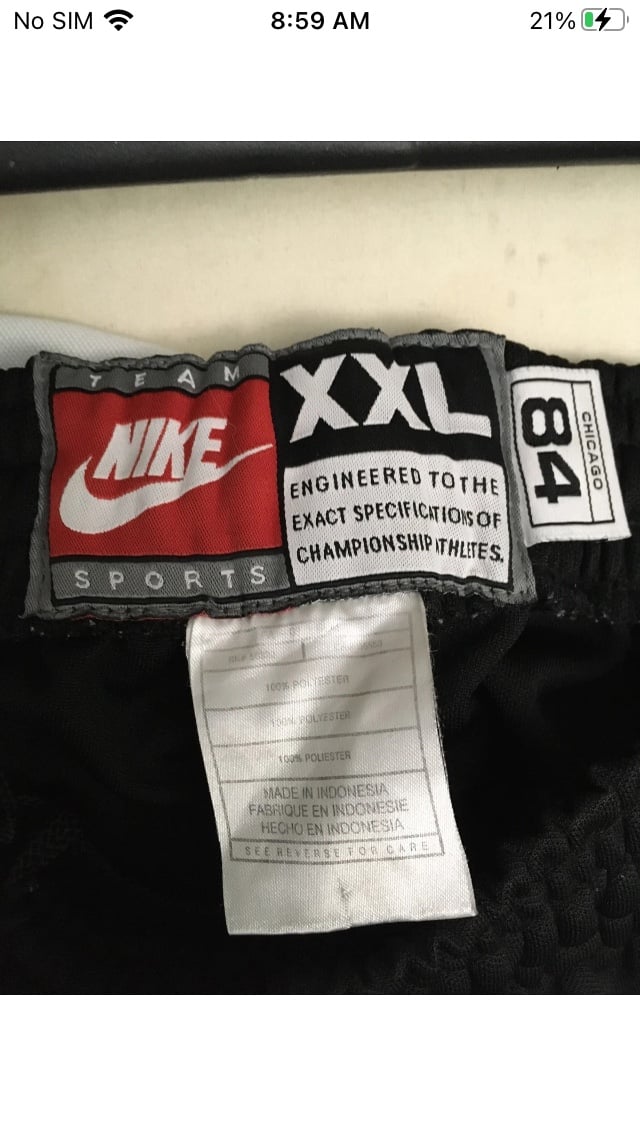 No SIM 8:59 AM 21%
TEAM
NIKE
SPORTS
XXL
ENGINEERED TO THE
EXACT SPECIFICATIONS OF
CHAMPIONSHIP ATHLETES.
84
CHICAGO
100% POLYESTER
100% POLYESTER
100% POLIESTER
MADE IN INDONESIA
FABRIQUE EN INDONESIE
HECHO EN INDONESIA
SEE REVERSE FOR CARE